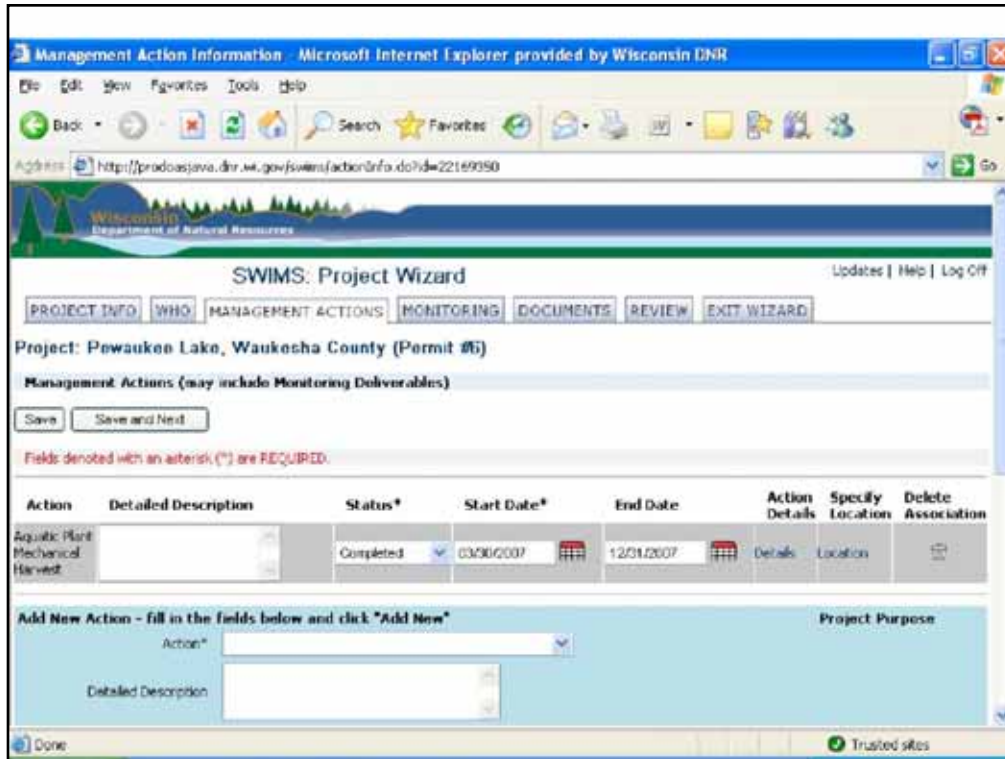 Management Action Information - Microsoft Internet Explorer provided by Wisconsin DNR
File Edit View Favorites Tools Help
Back Search Favorites
Address http://prodoasjava.dnr.wi.gov/swims/actionInfo.do?id=22169350 Go
Wisconsin
Department of Natural Resources
SWIMS: Project Wizard
Updates | Help | Log Off
PROJECT INFO WHO MANAGEMENT ACTIONS MONITORING DOCUMENTS REVIEW EXIT WIZARD
Project: Pewaukee Lake, Waukesha County (Permit #6)
Management Actions (may include Monitoring Deliverables)
Save Save and Next
Fields denoted with an asterisk (*) are REQUIRED.
Action Detailed Description Status* Start Date* End Date Action Details Specify Location Delete Association
Aquatic Plant Mechanical Harvest Completed 03/30/2007 12/31/2007 Details Location
Add New Action - fill in the fields below and click "Add New" Project Purpose
Action*
Detailed Description
Done Trusted sites